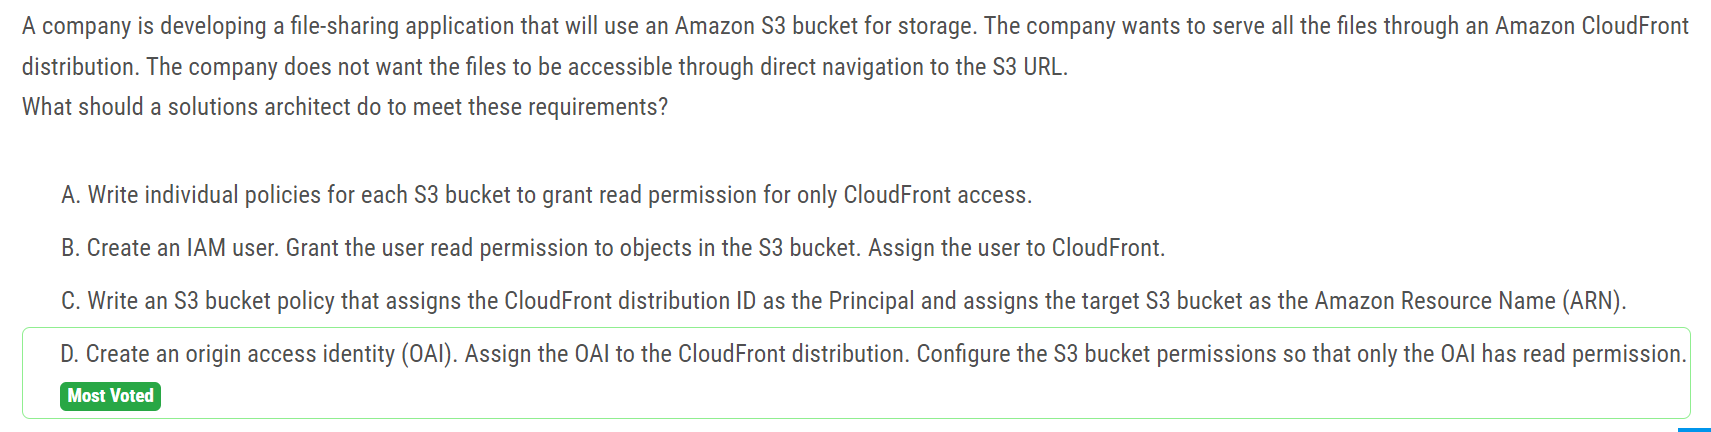 A company is developing a file-sharing application that will use an Amazon S3 bucket for storage. The company wants to serve all the files through an Amazon CloudFront
distribution. The company does not want the files to be accessible through direct navigation to the S3 URL.
What should a solutions architect do to meet these requirements?
A. Write individual policies for each S3 bucket to grant read permission for only CloudFront access.
B. Create an IAM user. Grant the user read permission to objects in the S3 bucket. Assign the user to CloudFront.
C. Write an S3 bucket policy that assigns the CloudFront distribution ID as the Principal and assigns the target S3 bucket as the Amazon Resource Name (ARN).
D. Create an origin access identity (OAI). Assign the OAI to the CloudFront distribution. Configure the S3 bucket permissions so that only the OAI has read permission.
Most Voted